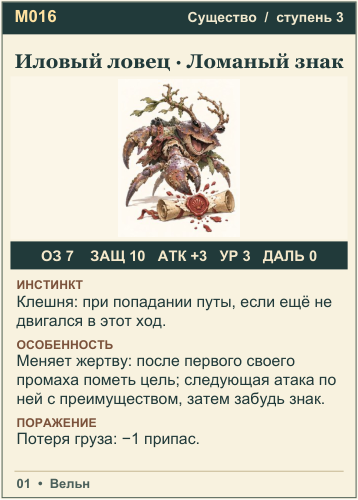 M016
Существо / ступень 3
Иловый ловец · Ломаный знак
ОЗ 7 ЗАЩ 10 АТК +3 УР 3 ДАЛЬ 0
ИНСТИНКТ
Клешня: при попадании путы, если ещё не
двигался в этот ход.
ОСОБЕННОСТЬ
Меняет жертву: после первого своего
промаха пометь цель; следующая атака по
ней с преимуществом, затем забудь знак.
ПОРАЖЕНИЕ
Потеря груза: −1 припас.
01 • Вельн